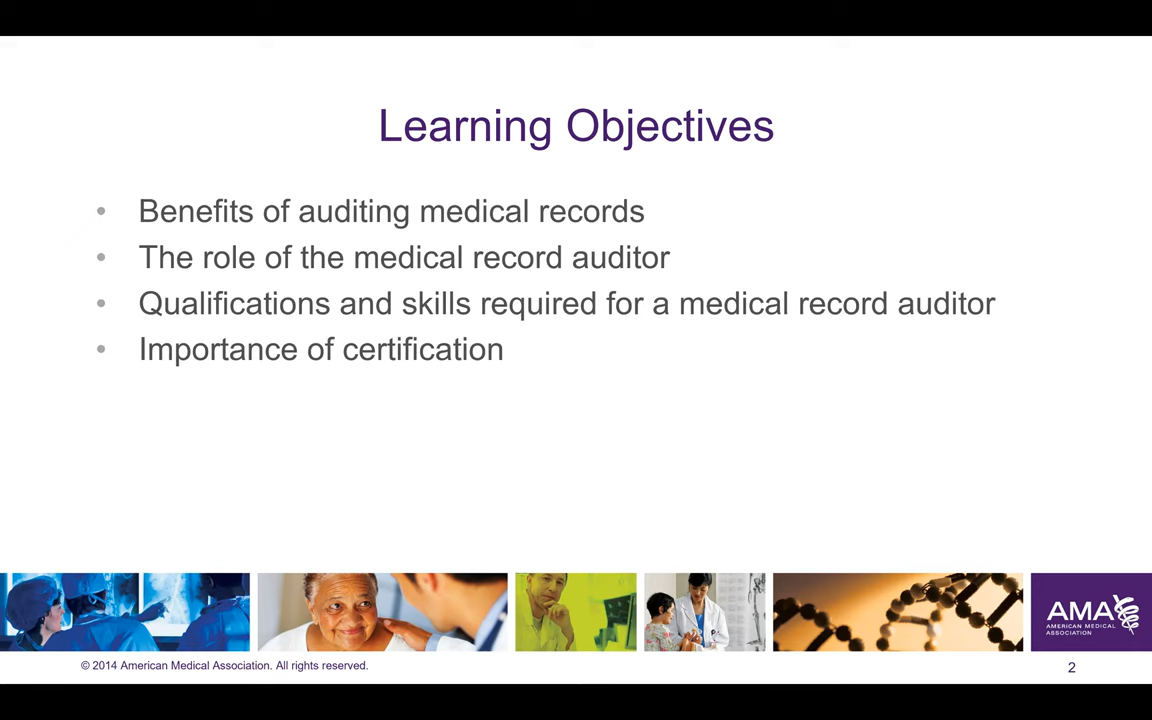 Learning Objectives
• Benefits of auditing medical records
• The role of the medical record auditor
• Qualifications and skills required for a medical record auditor
• Importance of certification
AMA
AMERICAN MEDICAL
ASSOCIATION
© 2014 American Medical Association. All rights reserved.
2